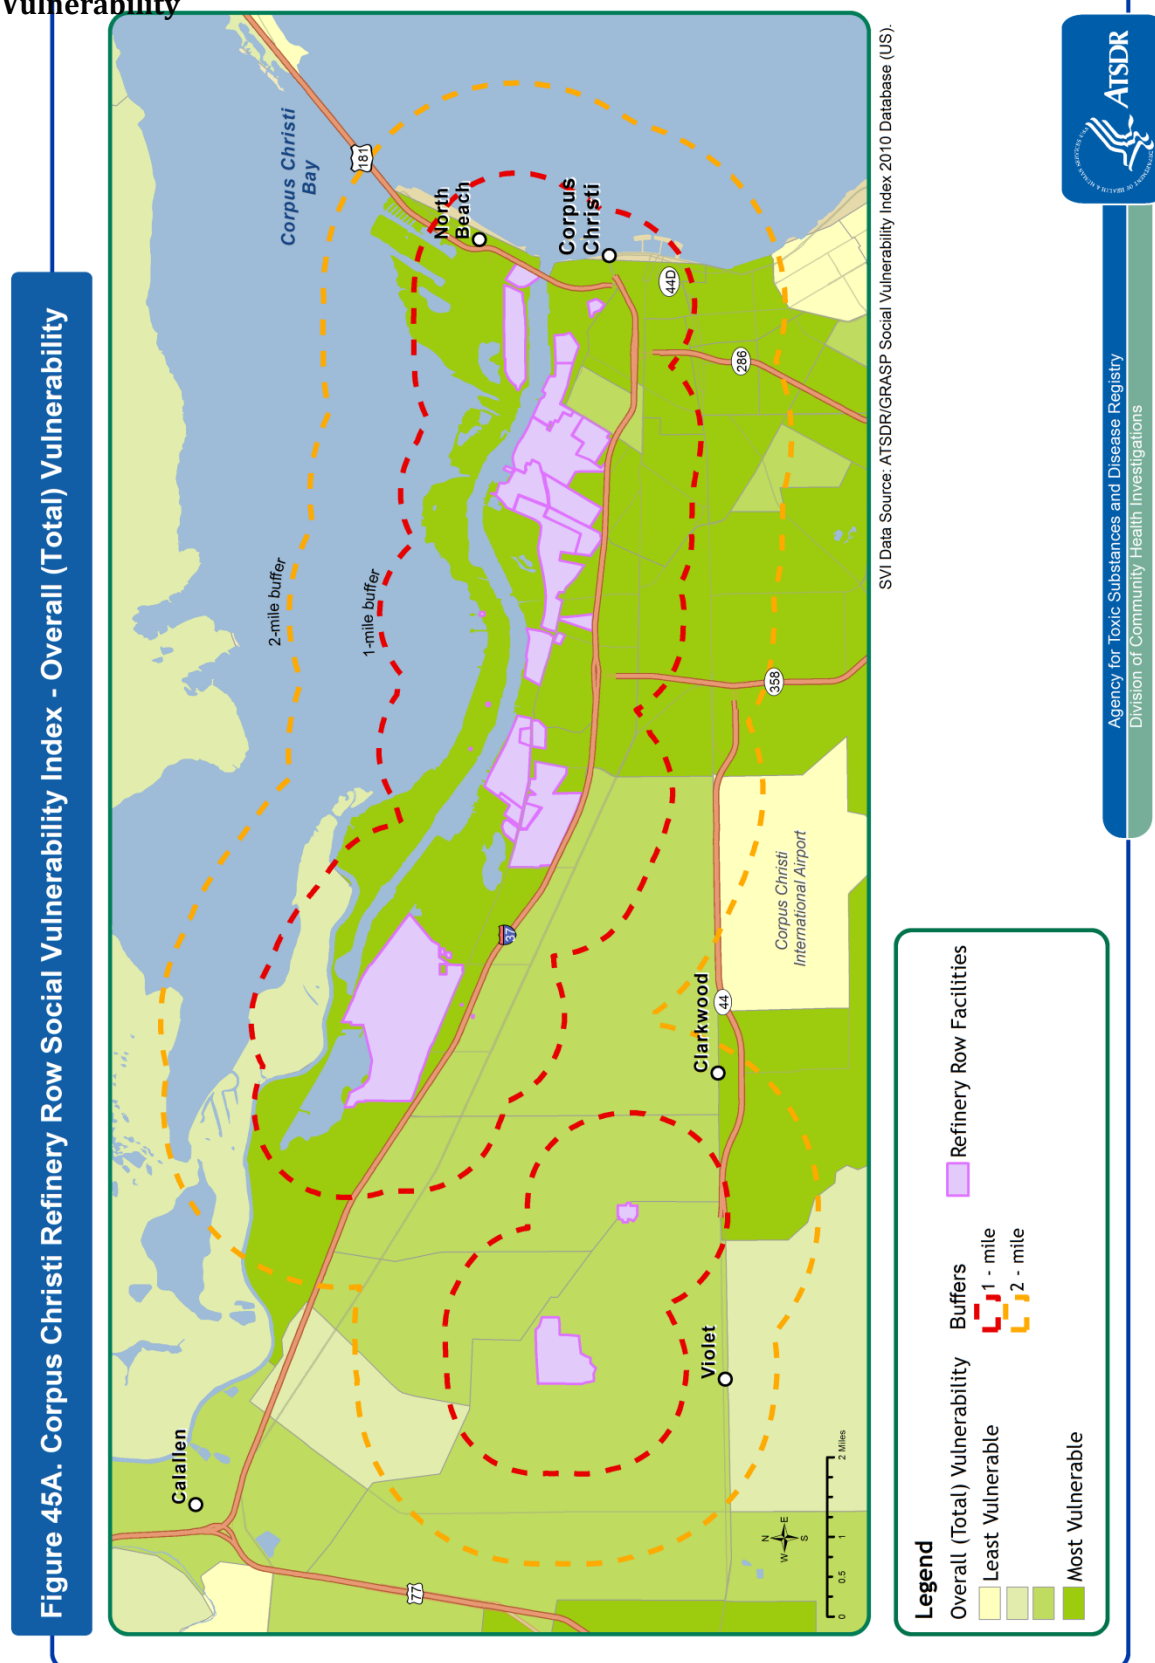 Vulnerability
Figure 45A. Corpus Christi Refinery Row Social Vulnerability Index - Overall (Total) Vulnerability
Corpus Christi
Bay
181
North
Beach
Corpus
Christi
44D
286
2-mile buffer
1-mile buffer
358
37
Corpus Christi
International Airport
Clarkwood
44
Violet
Calallen
77
N
W
E
S
0
0.5
1
2 Miles
SVI Data Source: ATSDR/GRASP Social Vulnerability Index 2010 Database (US).
Legend
Overall (Total) Vulnerability
Least Vulnerable
Most Vulnerable
Buffers
1 - mile
2 - mile
Refinery Row Facilities
Agency for Toxic Substances and Disease Registry
Division of Community Health Investigations
ATSDR